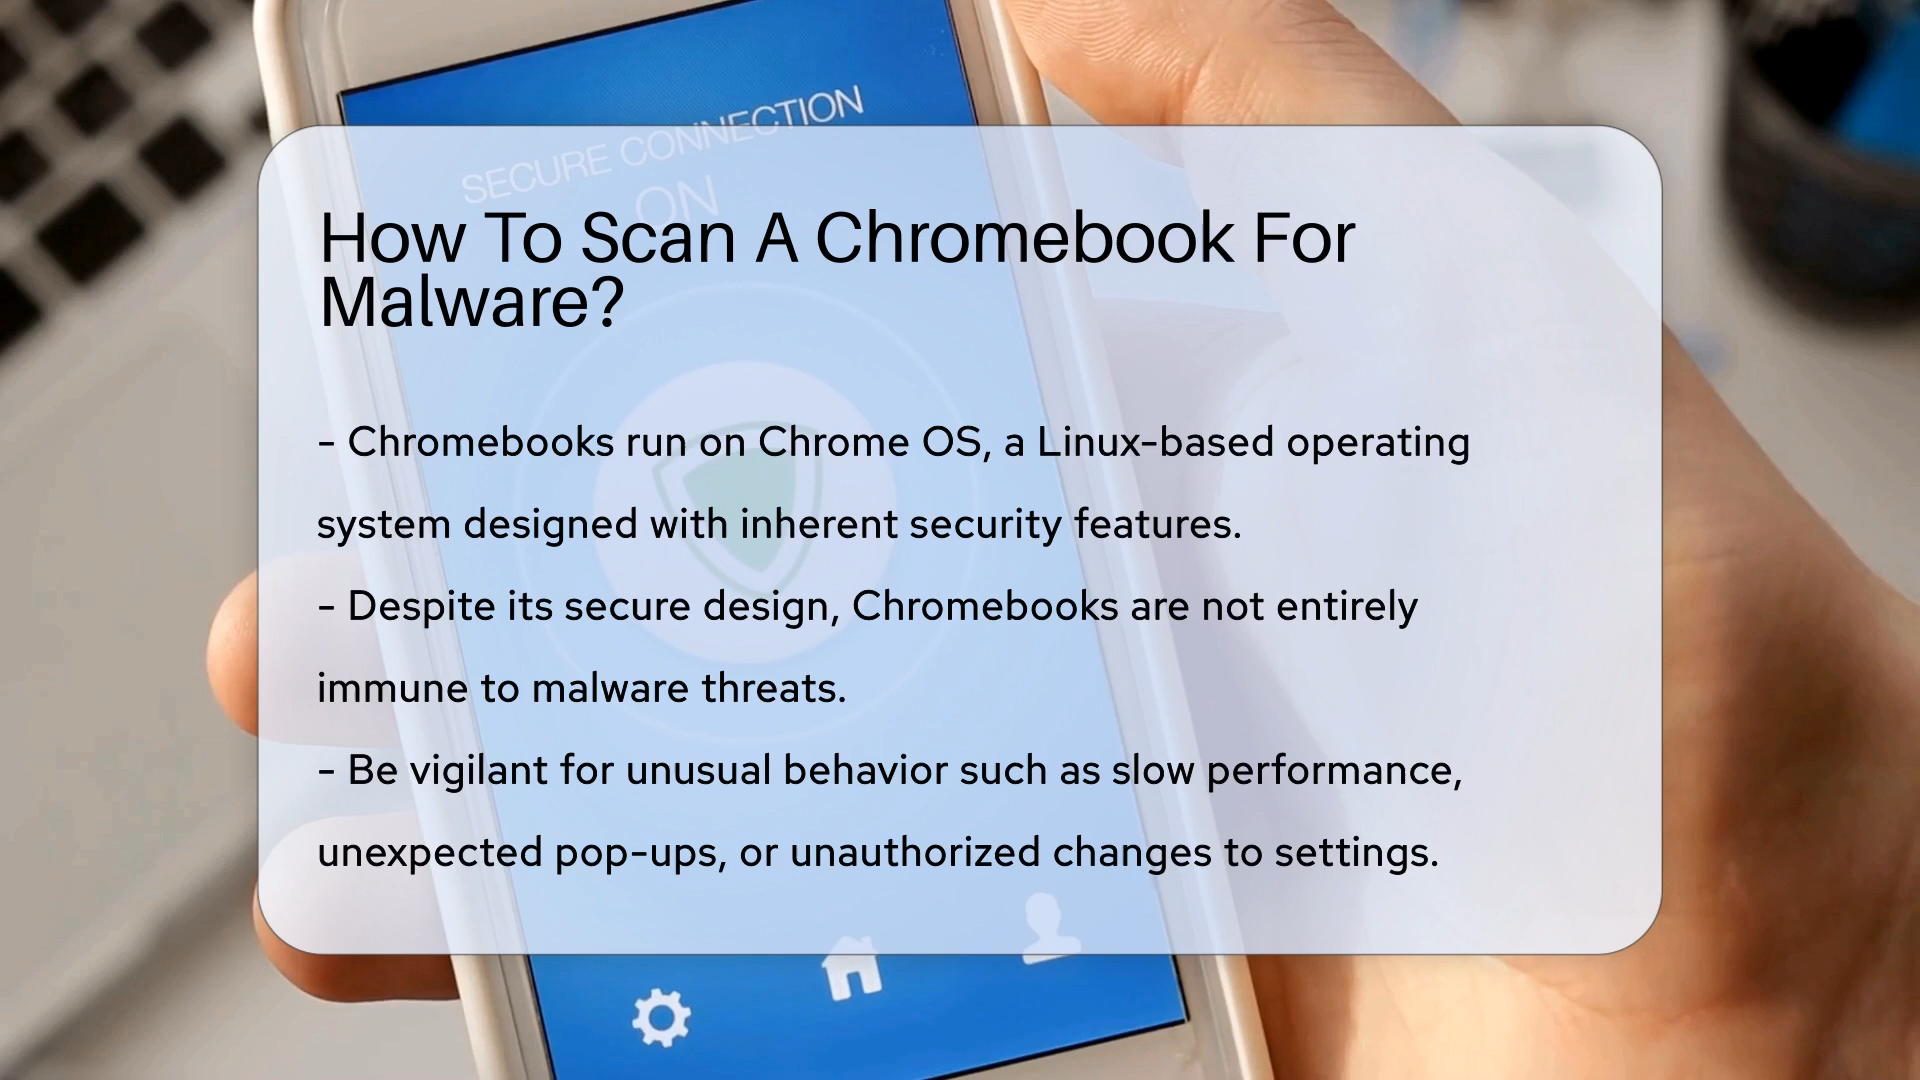 SECURE CONNECTION
ON
How To Scan A Chromebook For
Malware?
- Chromebooks run on Chrome OS, a Linux-based operating
system designed with inherent security features.
- Despite its secure design, Chromebooks are not entirely
immune to malware threats.
- Be vigilant for unusual behavior such as slow performance,
unexpected pop-ups, or unauthorized changes to settings.